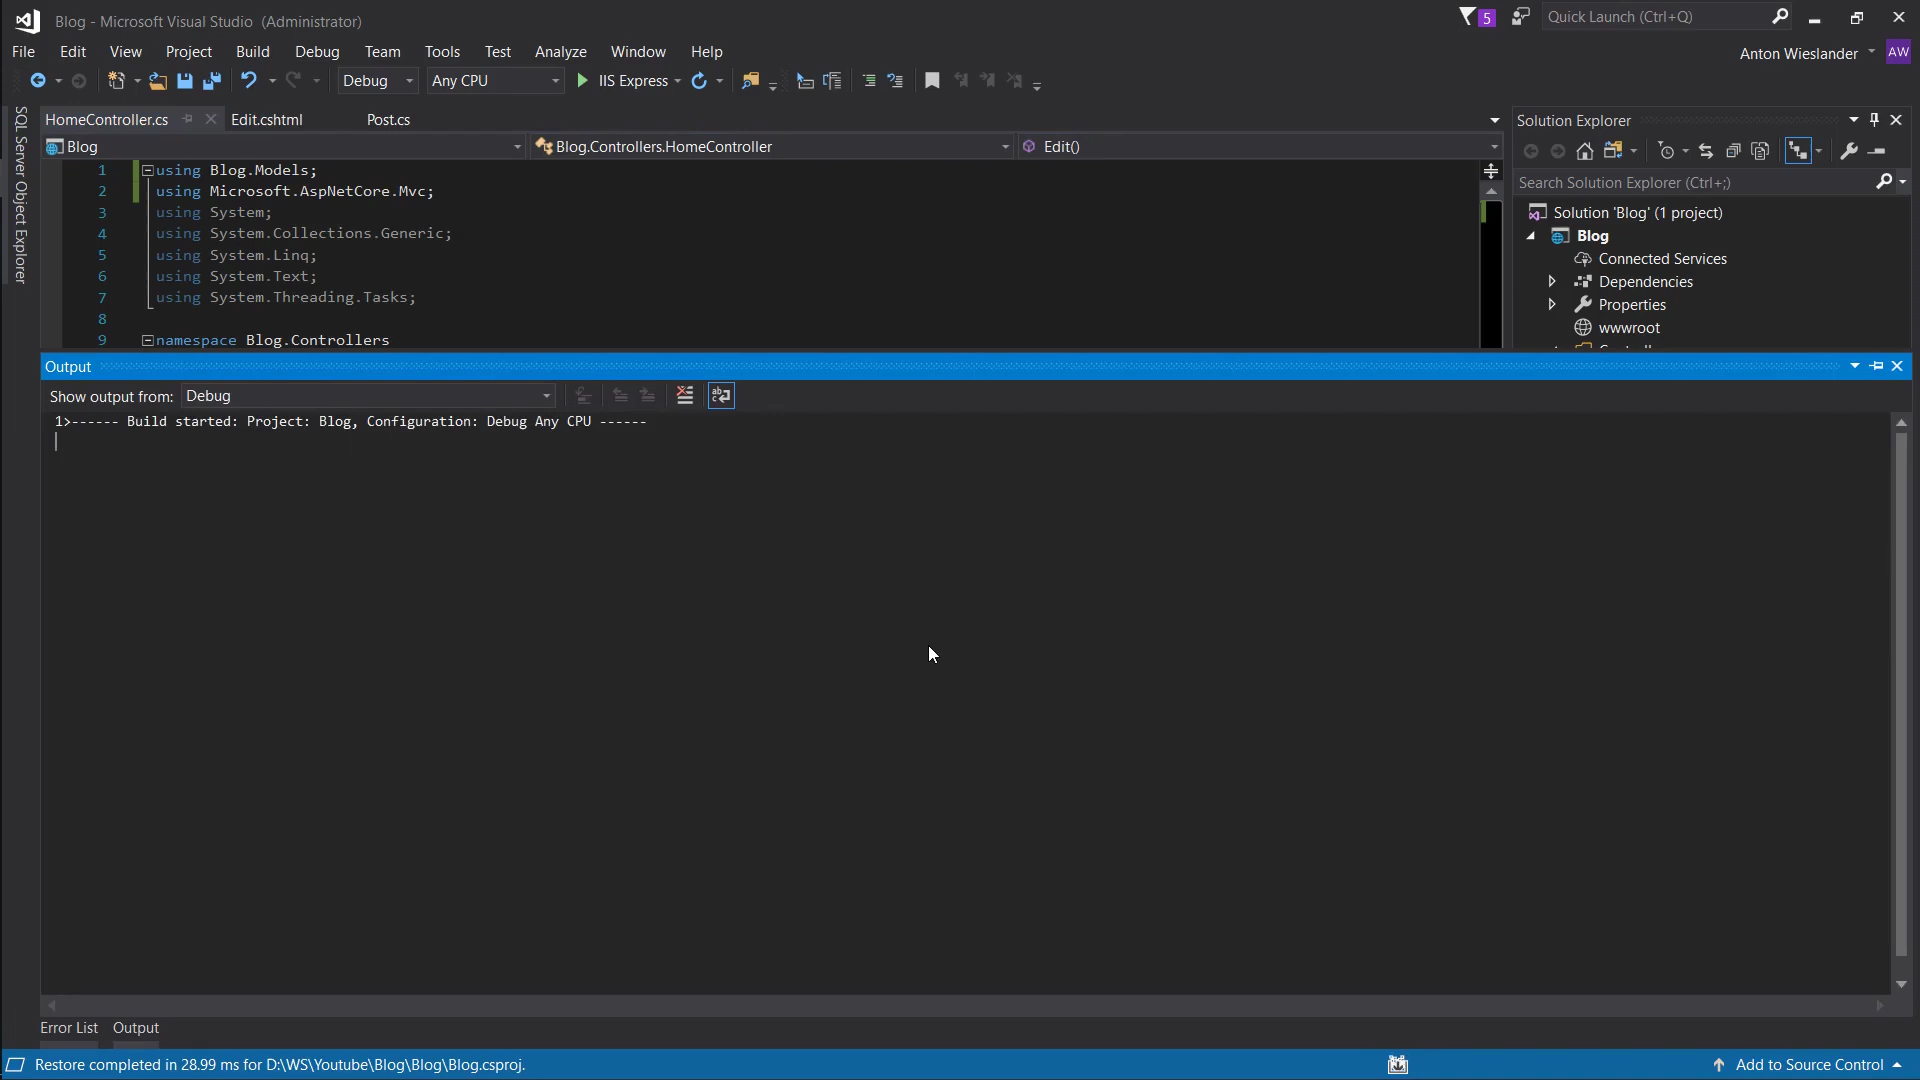 Blog - Microsoft Visual Studio (Administrator)
5
Quick Launch (Ctrl+Q)
File Edit View Project Build Debug Team Tools Test Analyze Window Help
Anton Wieslander AW
Debug Any CPU IIS Express
SQL Server Object Explorer
HomeController.cs Edit.cshtml Post.cs
Blog Blog.Controllers.HomeController Edit()
1 using Blog.Models;
2 using Microsoft.AspNetCore.Mvc;
3 using System;
4 using System.Collections.Generic;
5 using System.Linq;
6 using System.Text;
7 using System.Threading.Tasks;
8
9 namespace Blog.Controllers
Solution Explorer
Search Solution Explorer (Ctrl+;)
Solution 'Blog' (1 project)
Blog
Connected Services
Dependencies
Properties
wwwroot
Output
Show output from: Debug
1>------ Build started: Project: Blog, Configuration: Debug Any CPU ------
Error List Output
Restore completed in 28.99 ms for D:\WS\Youtube\Blog\Blog\Blog.csproj.
Add to Source Control